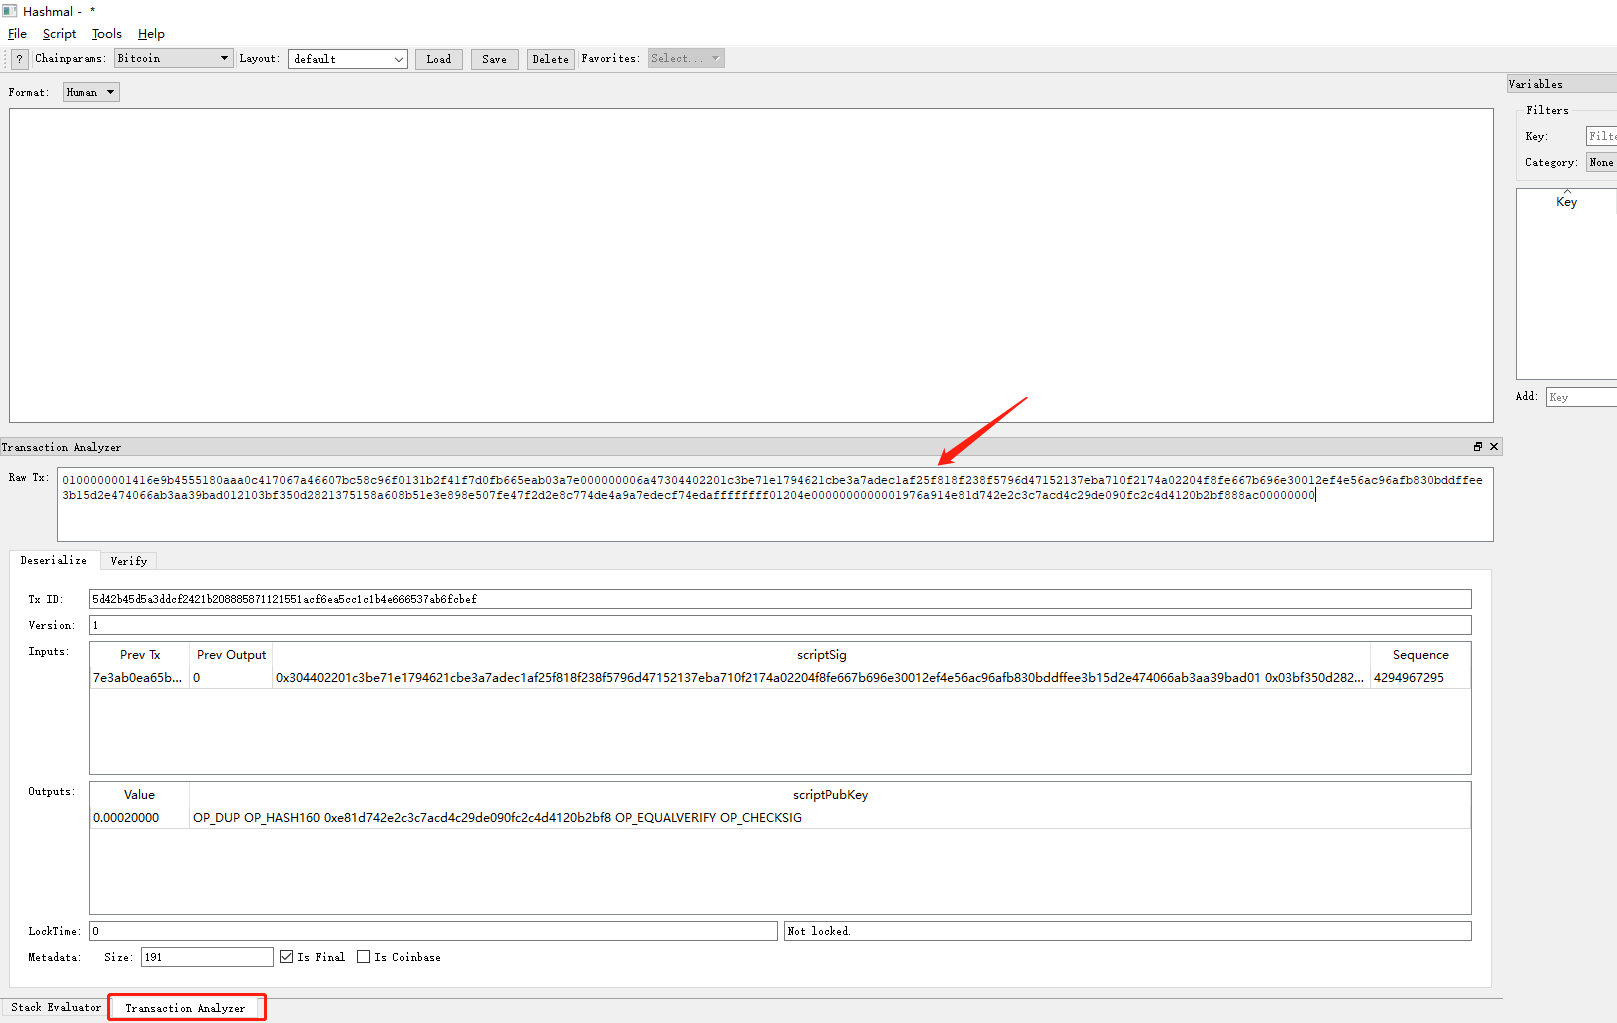 Hashmal - *
File Script Tools Help
? Chainparams: Bitcoin Layout: default Load Save Delete Favorites: Select...
Format: Human
Variables
Filters
Key: Filte
Category: None
Key
Add: Key
Transaction Analyzer
Raw Tx: 0100000001416e9b4555180aaa0c417067a46607bc58c96f0131b2f41f7d0fb665eab03a7e000000006a47304402201c3be71e1794621cbe3a7adec1af25f818f238f5796d47152137eba710f2174a02204f8fe667b696e30012ef4e56ac96afb830bddffee
3b15d2e474066ab3aa39bad012103bf350d2821375158a608b51e3e898e507fe47f2d2e8c774de4a9a7edecf74edaffffffff01204e0000000000001976a914e81d742e2c3c7acd4c29de090fc2c4d4120b2bf888ac00000000
Deserialize Verify
Tx ID: 5d42b45d5a3ddcf2421b208885871121551acf6ea5cc1c1b4e666537ab6fcbef
Version: 1
Inputs: Prev Tx Prev Output scriptSig Sequence
7e3ab0ea65b... 0 0x304402201c3be71e1794621cbe3a7adec1af25f818f238f5796d47152137eba710f2174a02204f8fe667b696e30012ef4e56ac96afb830bddffee3b15d2e474066ab3aa39bad01 0x03bf350d282... 4294967295
Outputs: Value scriptPubKey
0.00020000 OP_DUP OP_HASH160 0xe81d742e2c3c7acd4c29de090fc2c4d4120b2bf8 OP_EQUALVERIFY OP_CHECKSIG
LockTime: 0 Not locked.
Metadata: Size: 191 Is Final Is Coinbase
Stack Evaluator Transaction Analyzer